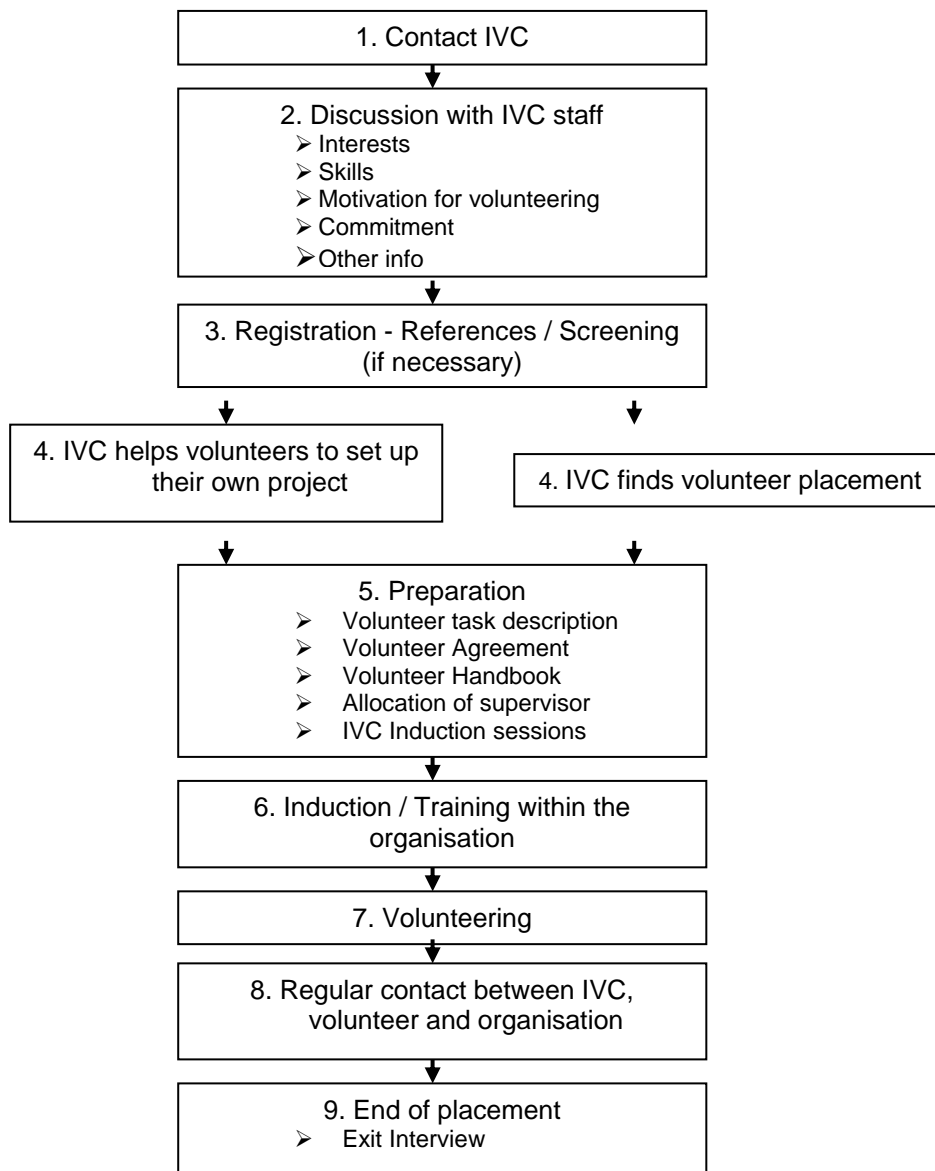 1. Contact IVC
2. Discussion with IVC staff
➢ Interests
➢ Skills
➢ Motivation for volunteering
➢ Commitment
➢ Other info
3. Registration - References / Screening
(if necessary)
4. IVC helps volunteers to set up
their own project
4. IVC finds volunteer placement
5. Preparation
➢ Volunteer task description
➢ Volunteer Agreement
➢ Volunteer Handbook
➢ Allocation of supervisor
➢ IVC Induction sessions
6. Induction / Training within the
organisation
7. Volunteering
8. Regular contact between IVC,
volunteer and organisation
9. End of placement
➢ Exit Interview